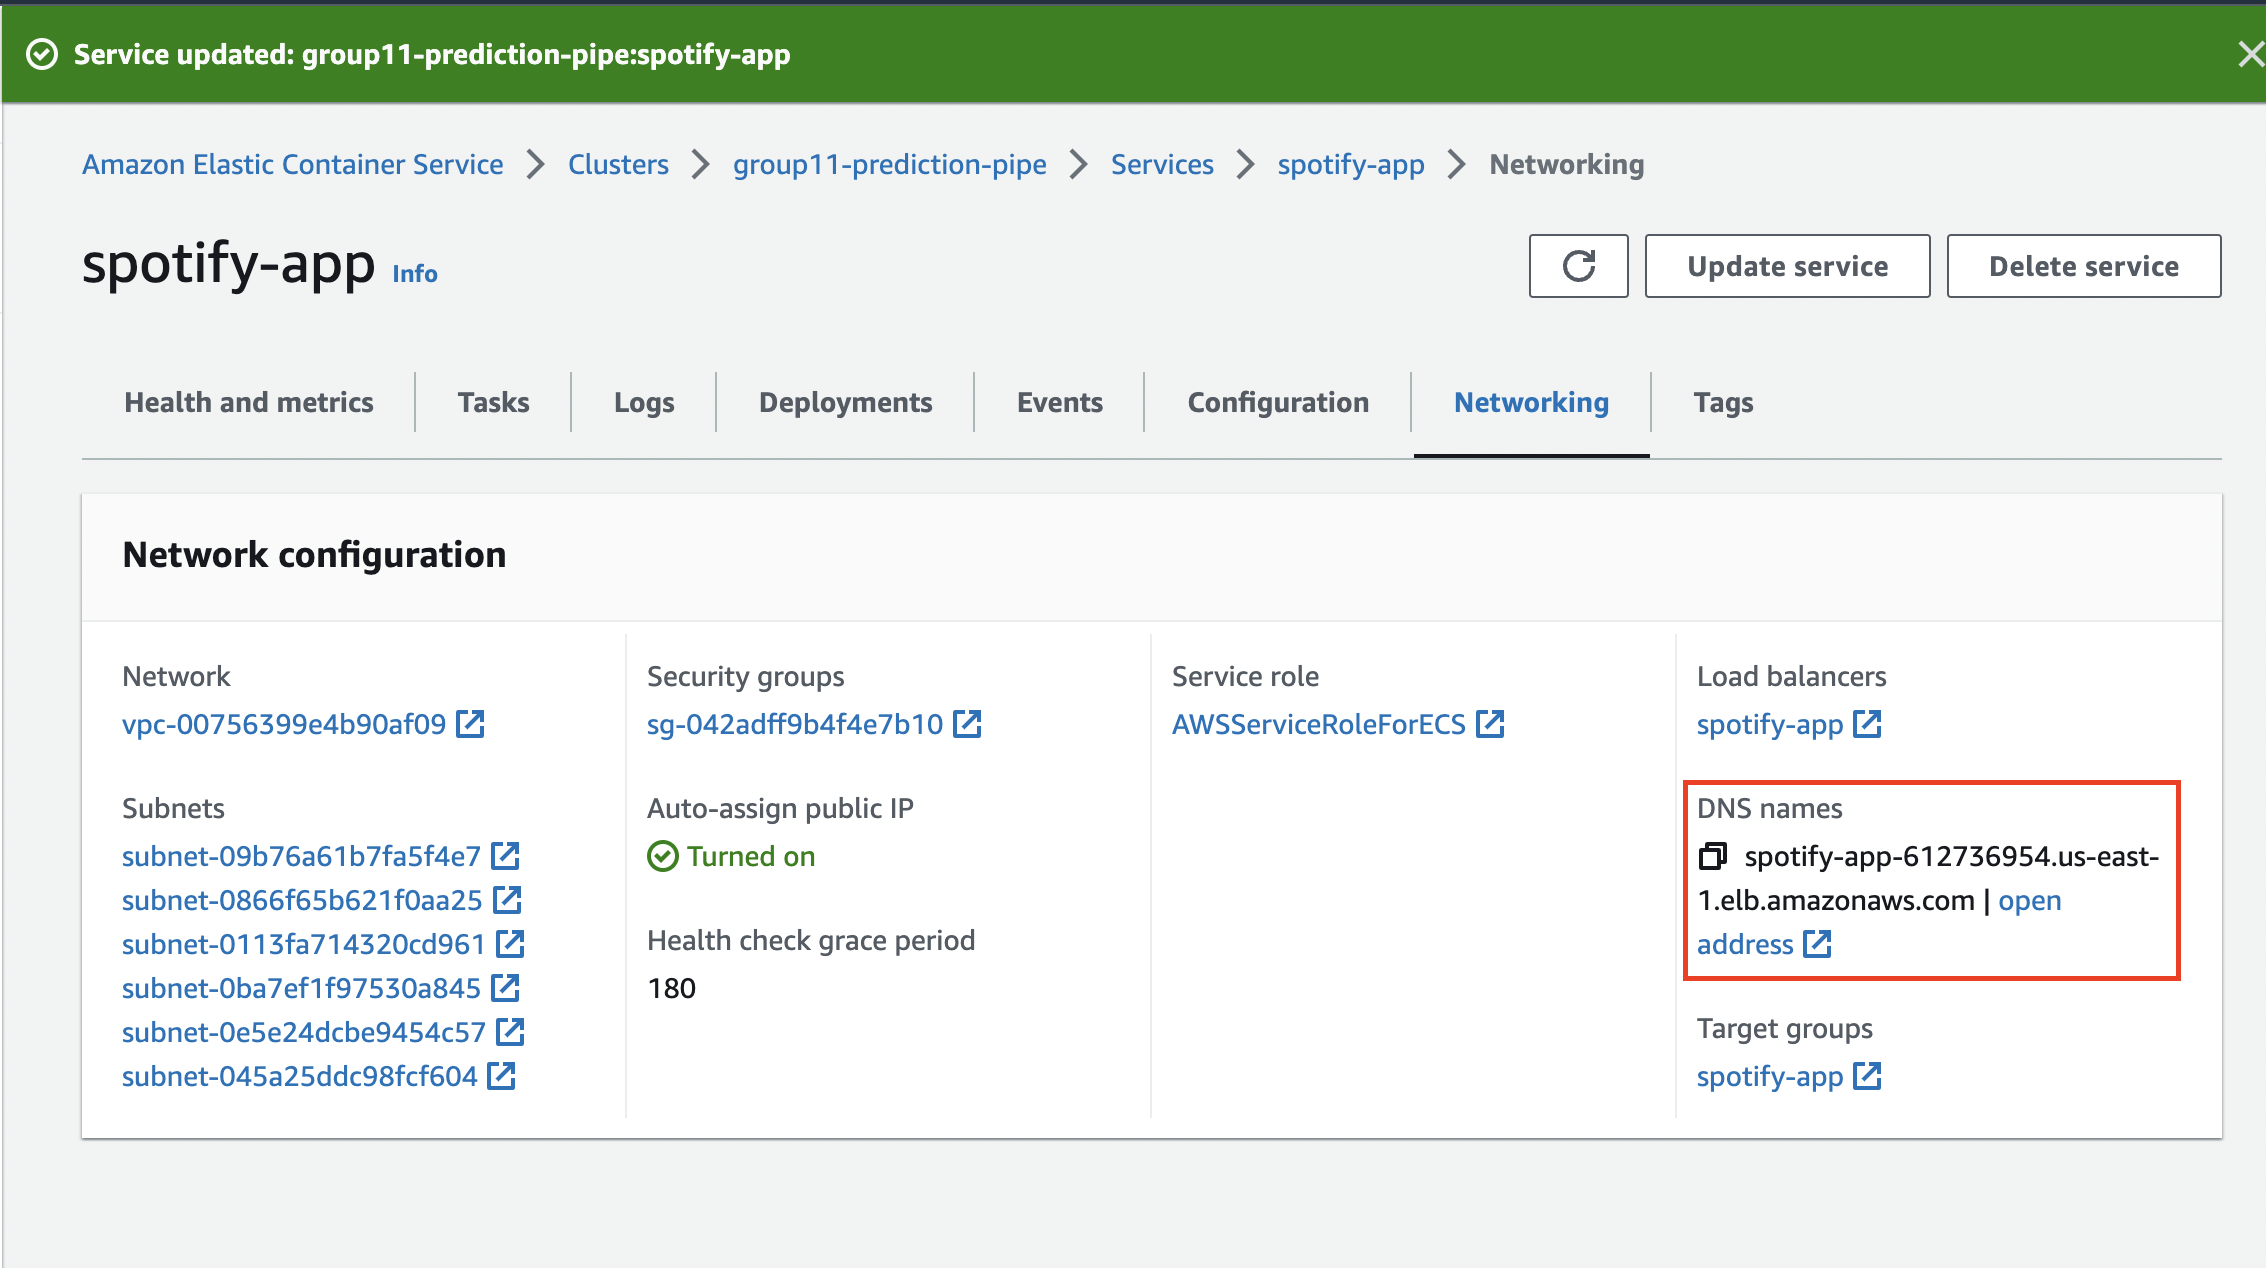 Service updated: group11-prediction-pipe:spotify-app
Amazon Elastic Container Service > Clusters > group11-prediction-pipe > Services > spotify-app > Networking
spotify-app Info
Update service
Delete service
Health and metrics
Tasks
Logs
Deployments
Events
Configuration
Networking
Tags
Network configuration
Network
vpc-00756399e4b90af09
Subnets
subnet-09b76a61b7fa5f4e7
subnet-0866f65b621f0aa25
subnet-0113fa714320cd961
subnet-0ba7ef1f97530a845
subnet-0e5e24dcbe9454c57
subnet-045a25ddc98fcf604
Security groups
sg-042adff9b4f4e7b10
Auto-assign public IP
Turned on
Health check grace period
180
Service role
AWSServiceRoleForECS
Load balancers
spotify-app
DNS names
spotify-app-612736954.us-east-
1.elb.amazonaws.com | open
address
Target groups
spotify-app